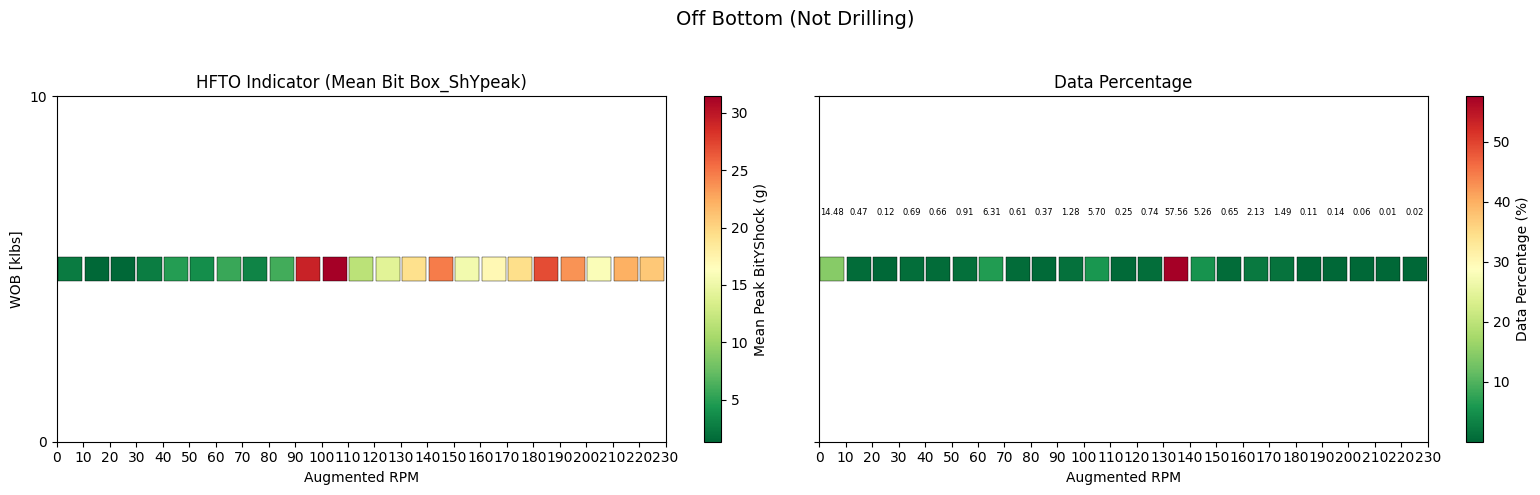 Off Bottom (Not Drilling)
HFTO Indicator (Mean Bit Box_ShYpeak)
10
0
WOB [klbs]
0 10 20 30 40 50 60 70 80 90 100 110 120 130 140 150 160 170 180 190 200 210 220 230
Augmented RPM
30
25
20
15
10
5
Mean Peak BitYShock (g)
Data Percentage
14.48 0.47 0.12 0.69 0.66 0.91 6.31 0.61 0.37 1.28 5.70 0.25 0.74 57.56 5.26 0.65 2.13 1.49 0.11 0.14 0.06 0.01 0.02
0 10 20 30 40 50 60 70 80 90 100 110 120 130 140 150 160 170 180 190 200 210 220 230
Augmented RPM
50
40
30
20
10
Data Percentage (%)